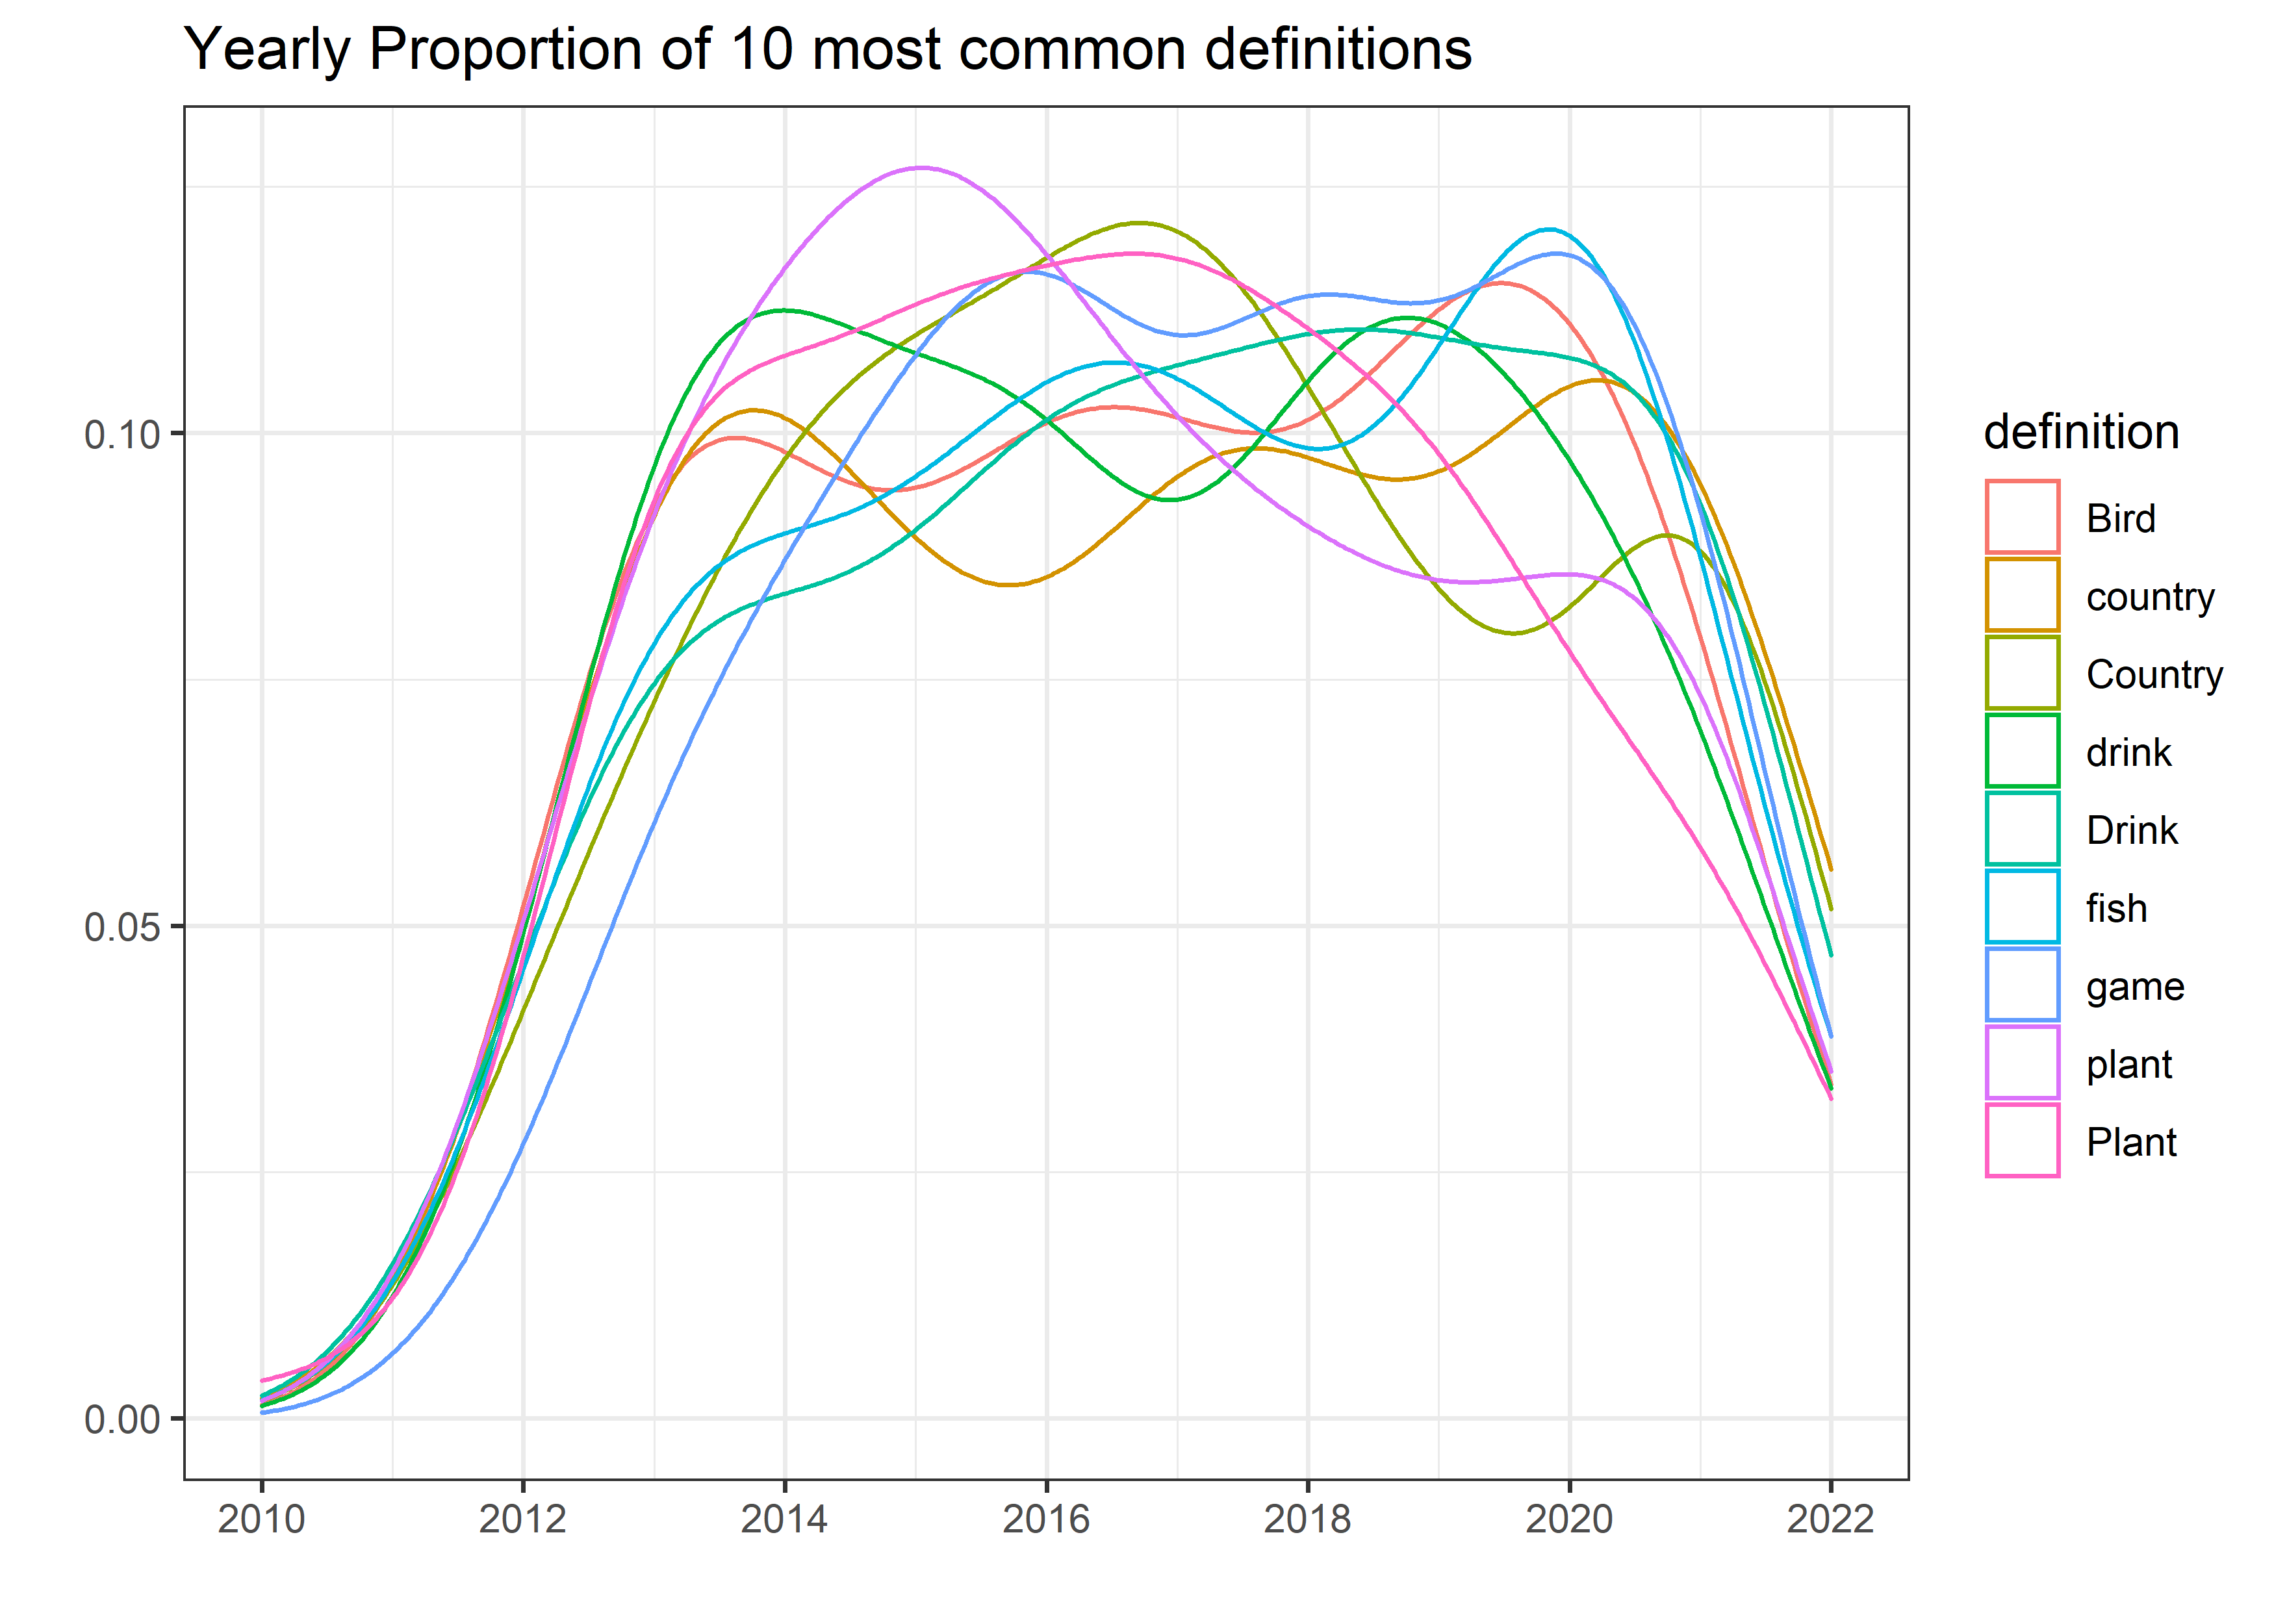 Yearly Proportion of 10 most common definitions
0.10
0.05
0.00
2010 2012 2014 2016 2018 2020 2022
definition
Bird
country
Country
drink
Drink
fish
game
plant
Plant